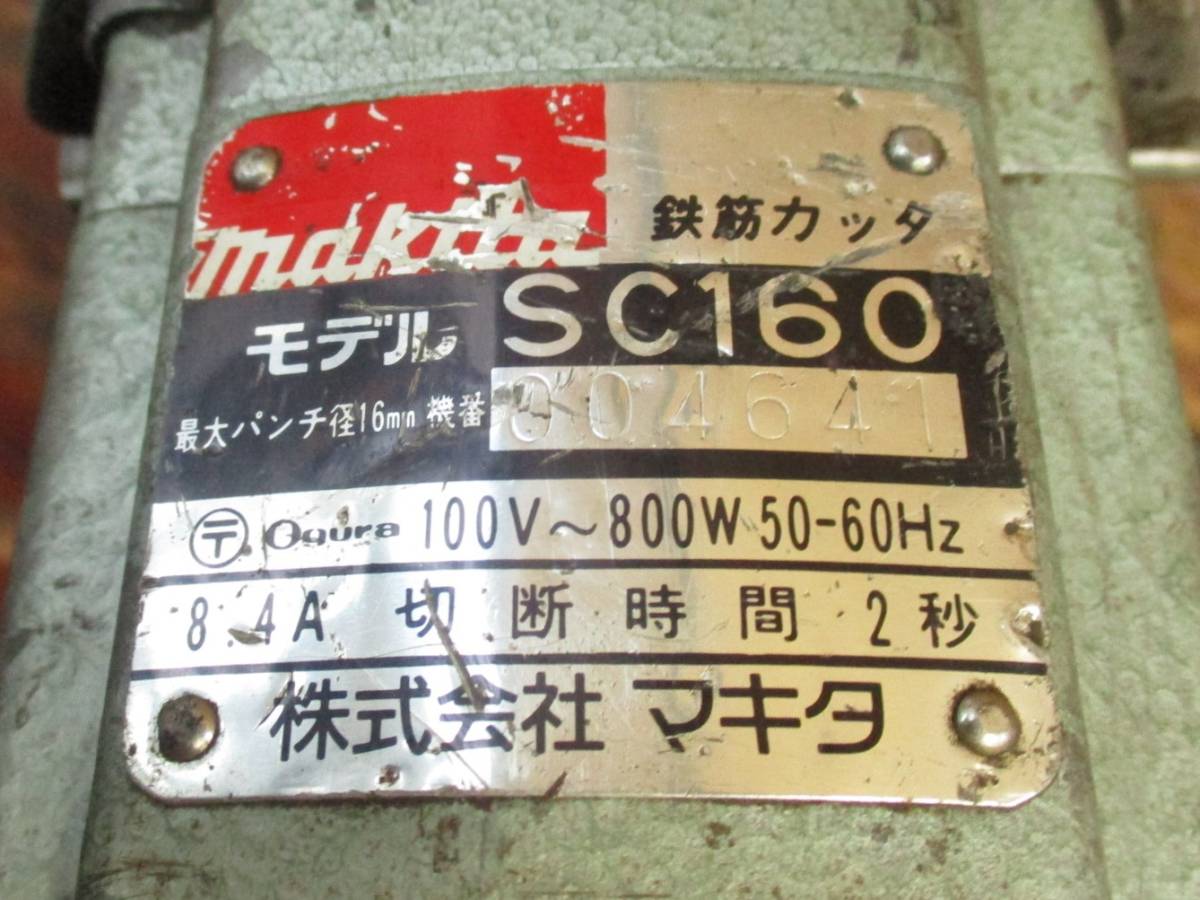 makita
鉄筋カッタ
モデル SC160
最大パンチ径16mm 機番 004641
〒 Ogura 100V～800W 50-60Hz
8.4A 切断時間 2秒
株式会社 マキタ